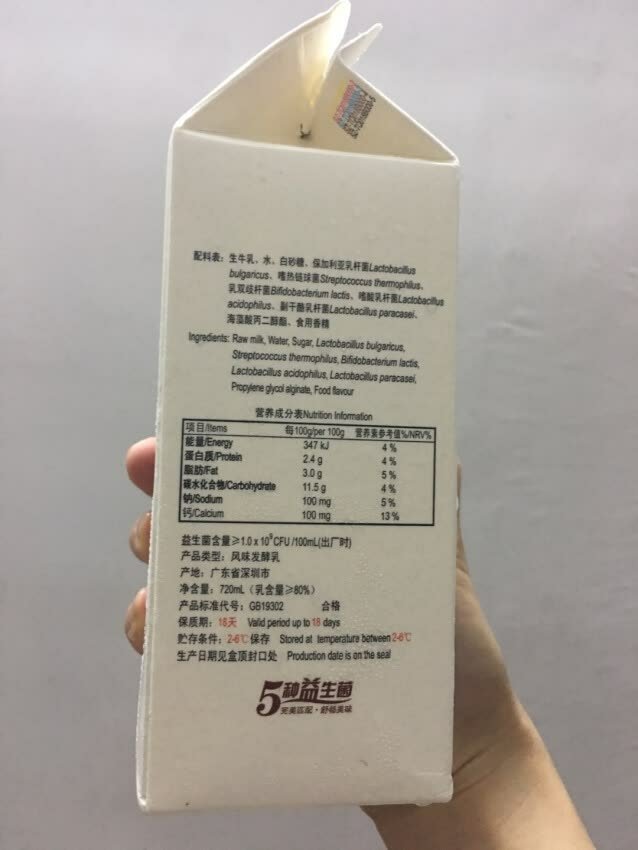 配料表：生牛乳、水、白砂糖、保加利亚乳杆菌Lactobacillus
bulgaricus、嗜热链球菌Streptococcus thermophilus、
乳双歧杆菌Bifidobacterium lactis、嗜酸乳杆菌Lactobacillus
acidophilus、副干酪乳杆菌Lactobacillus paracasei、
海藻酸丙二醇酯、食用香精
Ingredients: Raw milk, Water, Sugar, Lactobacillus bulgaricus,
Streptococcus thermophilus, Bifidobacterium lactis,
Lactobacillus acidophilus, Lactobacillus paracasei,
Propylene glycol alginate, Food flavour
营养成分表Nutrition Information
项目/Items 每100g/per 100g 营养素参考值%/NRV%
能量/Energy 347 kJ 4 %
蛋白质/Protein 2.4 g 4 %
脂肪/Fat 3.0 g 5 %
碳水化合物/Carbohydrate 11.5 g 4 %
钠/Sodium 100 mg 5 %
钙/Calcium 100 mg 13 %
益生菌含量≥1.0 x 10⁹CFU /100mL(出厂时)
产品类型：风味发酵乳
产地：广东省深圳市
净含量：720mL（乳含量≥80%）
产品标准代号：GB19302 合格
保质期：18天 Valid period up to 18 days
贮存条件：2-6℃保存 Stored at temperature between 2-6℃
生产日期见盒顶封口处 Production date is on the seal
5种益生菌
完美匹配·舒畅美味